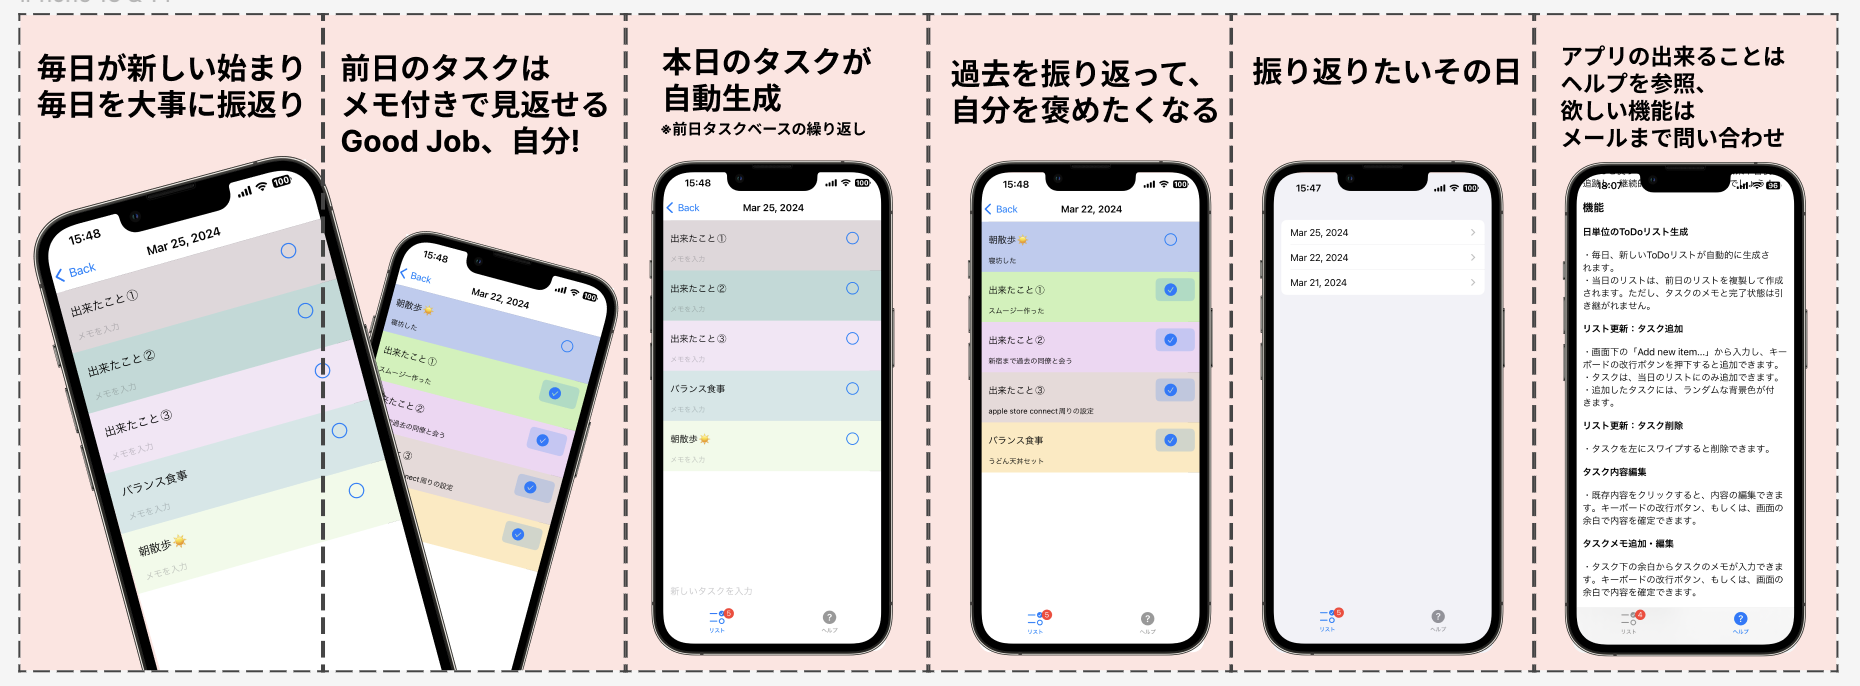 毎日が新しい始まり
毎日を大事に振返り
15:48
100
Back
Mar 25, 2024
出来たこと①
メモを入力
出来たこと②
メモを入力
出来たこと③
メモを入力
バランス食事
メモを入力
朝散歩☀️
メモを入力
前日のタスクは
メモ付きで見返せる
Good Job、自分!
15:48
100
Back
Mar 22, 2024
朝散歩☀️
寝坊した
出来たこと①
スムージー作った
たこと②
過去の同僚と会う
③
nect周りの設定
本日のタスクが
自動生成
※前日タスクベースの繰り返し
15:48
100
Back
Mar 25, 2024
出来たこと①
メモを入力
出来たこと②
メモを入力
出来たこと③
メモを入力
バランス食事
メモを入力
朝散歩☀️
メモを入力
新しいタスクを入力
5
リスト
?
ヘルプ
過去を振り返って、
自分を褒めたくなる
15:48
100
Back
Mar 22, 2024
朝散歩☀️
寝坊した
出来たこと①
スムージー作った
出来たこと②
新宿まで過去の同僚と会う
出来たこと③
apple store connect周りの設定
バランス食事
うどん天丼セット
5
リスト
?
ヘルプ
振り返りたいその日
15:47
100
Mar 25, 2024
Mar 22, 2024
Mar 21, 2024
5
リスト
?
ヘルプ
アプリの出来ることは
ヘルプを参照、
欲しい機能は
メールまで問い合わせ
18:07
96
機能
日単位のToDoリスト生成
・毎日、新しいToDoリストが自動的に生成さ
れます。
・当日のリストは、前日のリストを複製して作成
されます。ただし、タスクのメモと完了状態は引
き継がれません。
リスト更新：タスク追加
・画面下の「Add new item...」から入力し、キー
ボードの改行ボタンを押下すると追加できます。
・タスクは、当日のリストにのみ追加できます。
・追加したタスクには、ランダムな背景色が付
きます。
リスト更新：タスク削除
・タスクを左にスワイプすると削除できます。
タスク内容編集
・既存内容をクリックすると、内容の編集できま
す。キーボードの改行ボタン、もしくは、画面の
余白で内容を確定できます。
タスクメモ追加・編集
・タスク下の余白からタスクのメモが入力できま
す。キーボードの改行ボタン、もしくは、画面の
余白で内容を確定できます。
4
リスト
?
ヘルプ